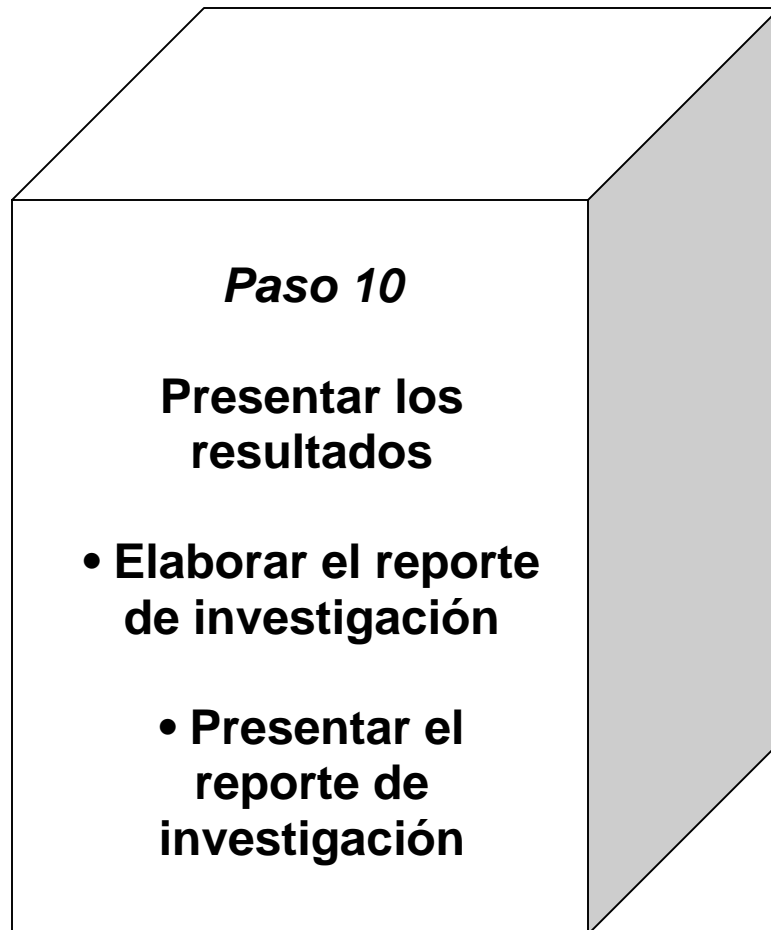 Paso 10
Presentar los
resultados
• Elaborar el reporte
de investigación
• Presentar el
reporte de
investigación